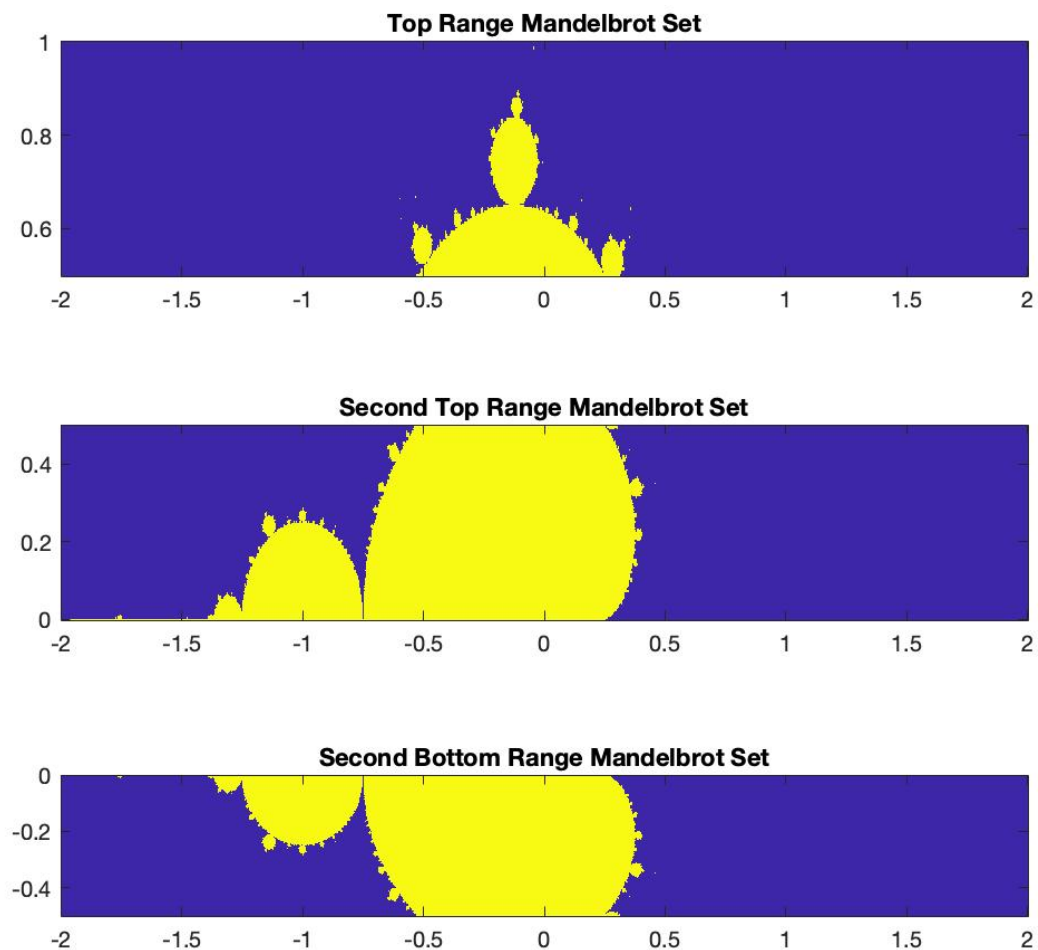 Top Range Mandelbrot Set
1
0.8
0.6
-2 -1.5 -1 -0.5 0 0.5 1 1.5 2
Second Top Range Mandelbrot Set
0.4
0.2
0
-2 -1.5 -1 -0.5 0 0.5 1 1.5 2
Second Bottom Range Mandelbrot Set
0
-0.2
-0.4
-2 -1.5 -1 -0.5 0 0.5 1 1.5 2